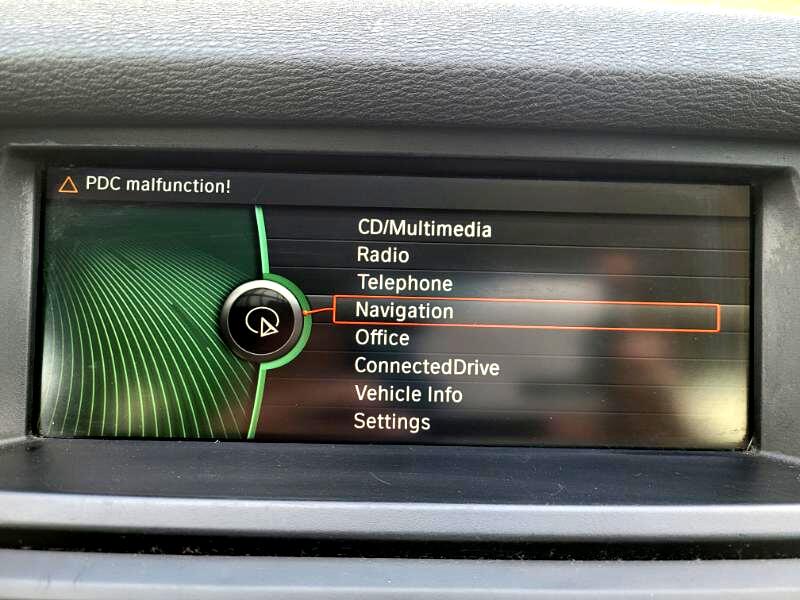 PDC malfunction!
CD/Multimedia
Radio
Telephone
Navigation
Office
ConnectedDrive
Vehicle Info
Settings